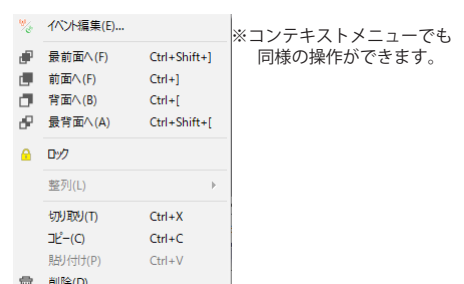 イベント編集(E)...
※コンテキストメニューでも
同様の操作ができます。
最前面へ(F) Ctrl+Shift+]
前面へ(F) Ctrl+]
背面へ(B) Ctrl+[
最背面へ(A) Ctrl+Shift+[
ロック
整列(L)
切り取り(T) Ctrl+X
コピー(C) Ctrl+C
貼り付け(P) Ctrl+V
削除(D)